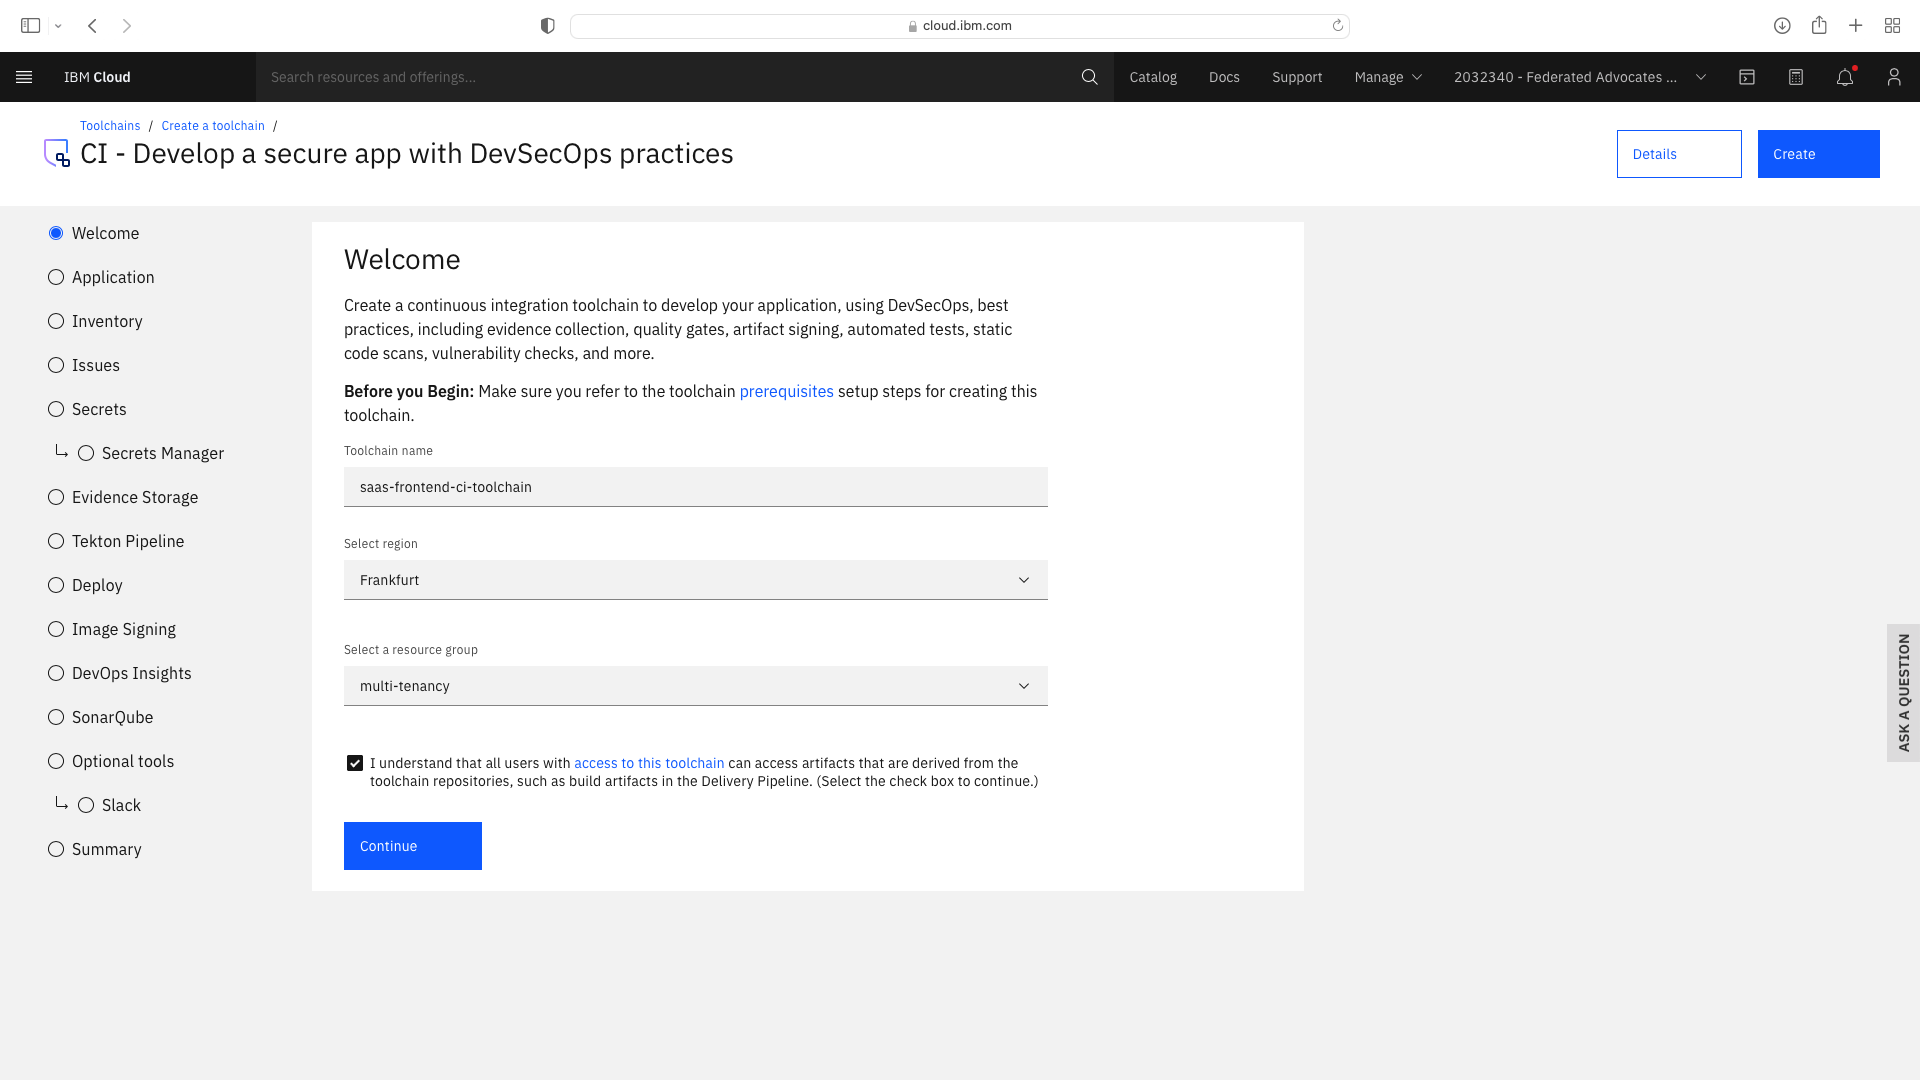 cloud.ibm.com
IBM Cloud
Search resources and offerings...
Catalog
Docs
Support
Manage
2032340 - Federated Advocates ...
Toolchains / Create a toolchain /
CI - Develop a secure app with DevSecOps practices
Details
Create
Welcome
Application
Inventory
Issues
Secrets
Secrets Manager
Evidence Storage
Tekton Pipeline
Deploy
Image Signing
DevOps Insights
SonarQube
Optional tools
Slack
Summary
Welcome
Create a continuous integration toolchain to develop your application, using DevSecOps, best
practices, including evidence collection, quality gates, artifact signing, automated tests, static
code scans, vulnerability checks, and more.
Before you Begin: Make sure you refer to the toolchain prerequisites setup steps for creating this
toolchain.
Toolchain name
saas-frontend-ci-toolchain
Select region
Frankfurt
Select a resource group
multi-tenancy
I understand that all users with access to this toolchain can access artifacts that are derived from the
toolchain repositories, such as build artifacts in the Delivery Pipeline. (Select the check box to continue.)
Continue
ASK A QUESTION